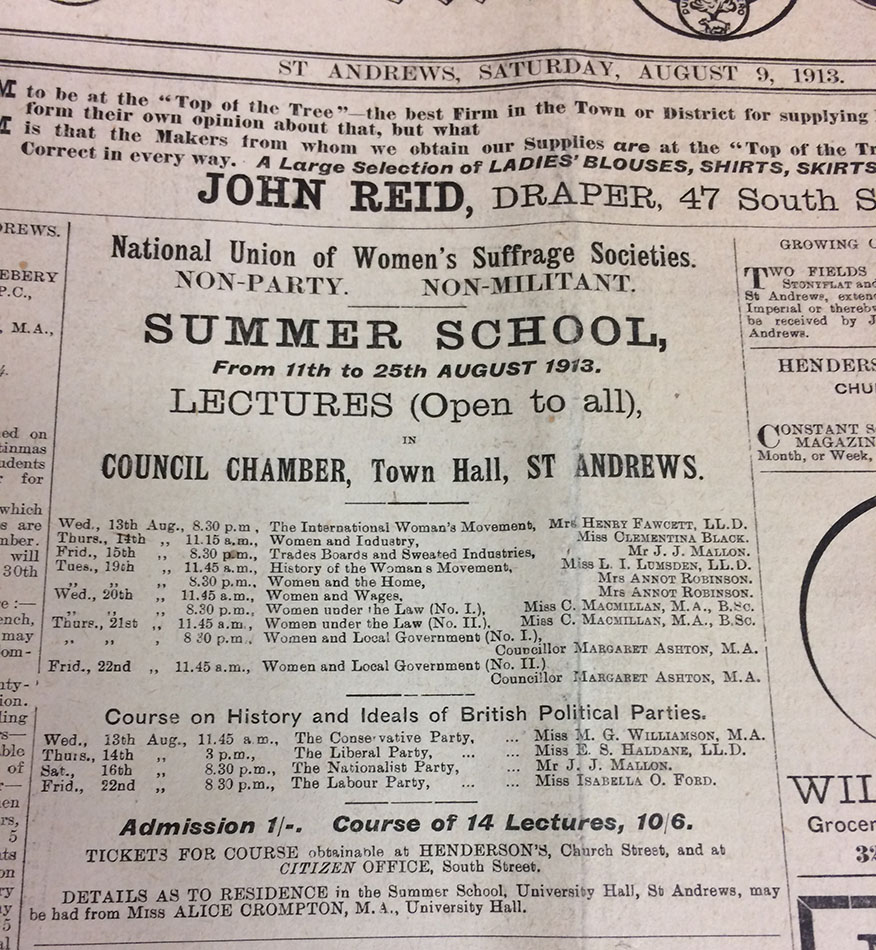 ST ANDREWS, SATURDAY, AUGUST 9, 1913.
to be at the “Top of the Tree”—the best Firm in the Town or District for supplying
form their own opinion about that, but what
is that the Makers from whom we obtain our Supplies are at the “Top of the
Correct in every way. A Large Selection of LADIES' BLOUSES, SHIRTS, SKIRTS
JOHN REID, DRAPER, 47 South S
National Union of Women's Suffrage Societies.
NON-PARTY. NON-MILITANT.
SUMMER SCHOOL,
From 11th to 25th AUGUST 1913.
LECTURES (Open to all),
IN
COUNCIL CHAMBER, Town Hall, ST ANDREWS.
Wed., 13th Aug., 8.30 p.m, The International Woman's Movement, Mrs HENRY FAWCETT, LL.D.
Thurs., 14th ,, 11.15 a.m., Women and Industry, Miss CLEMENTINA BLACK.
Frid., 15th ,, 8.30 p.m., Trades Boards and Sweated Industries, Mr J. J. MALLON.
Tues., 19th ,, 11.45 a.m., History of the Woman's Movement, Miss L. I. LUMSDEN, LL.D.
,, ,, ,, 8.30 p.m., Women and the Home, Mrs ANNOT ROBINSON.
Wed., 20th ,, 11.45 a.m., Women and Wages, Mrs ANNOT ROBINSON.
,, ,, ,, 8.30 p.m., Women under the Law (No. I.), Miss C. MACMILLAN, M.A., B.Sc.
Thurs., 21st ,, 11.45 a.m., Women under the Law (No. II.), Miss C. MACMILLAN, M.A., B.Sc.
,, ,, ,, 8 30 p.m., Women and Local Government (No. I.),
Councillor MARGARET ASHTON, M.A.
Frid., 22nd ,, 11.45 a.m., Women and Local Government (No. II.)
Councillor MARGARET ASHTON, M.A.
Course on History and Ideals of British Political Parties.
Wed., 13th Aug., 11.45 a.m., The Conservative Party, ... Miss M. G. WILLIAMSON, M.A.
Thurs., 14th ,, 3 p.m., The Liberal Party, ... ... Miss E. S. HALDANE, LL.D.
Sat., 16th ,, 8.30 p.m., The Nationalist Party, ... Mr J. J. MALLON.
Frid., 22nd ,, 8 30 p.m., The Labour Party, ... ... Miss ISABELLA O. FORD.
Admission 1/-. Course of 14 Lectures, 10/6.
TICKETS FOR COURSE obtainable at HENDERSON'S, Church Street, and at
CITIZEN OFFICE, South Street.
DETAILS AS TO RESIDENCE in the Summer School, University Hall, St Andrews, may
be had from Miss ALICE CROMPTON, M.A., University Hall.
GROWING
TWO FIELDS
STONYFLAT and
St Andrews,
Imperial or
be received by J
Andrews.
HENDERS
CHU
CONSTANT S
MAGAZIN
Month, or Week,
WIL
Grocer